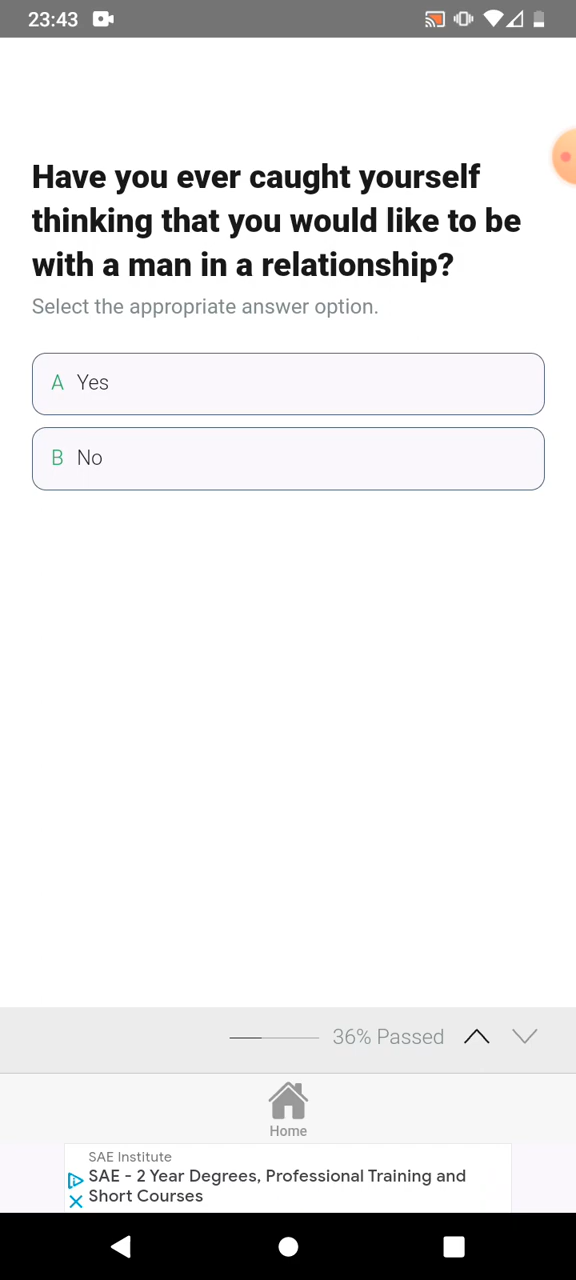 23:43
Have you ever caught yourself
thinking that you would like to be
with a man in a relationship?
Select the appropriate answer option.
A Yes
B No
36% Passed
Home
SAE Institute
SAE - 2 Year Degrees, Professional Training and
Short Courses